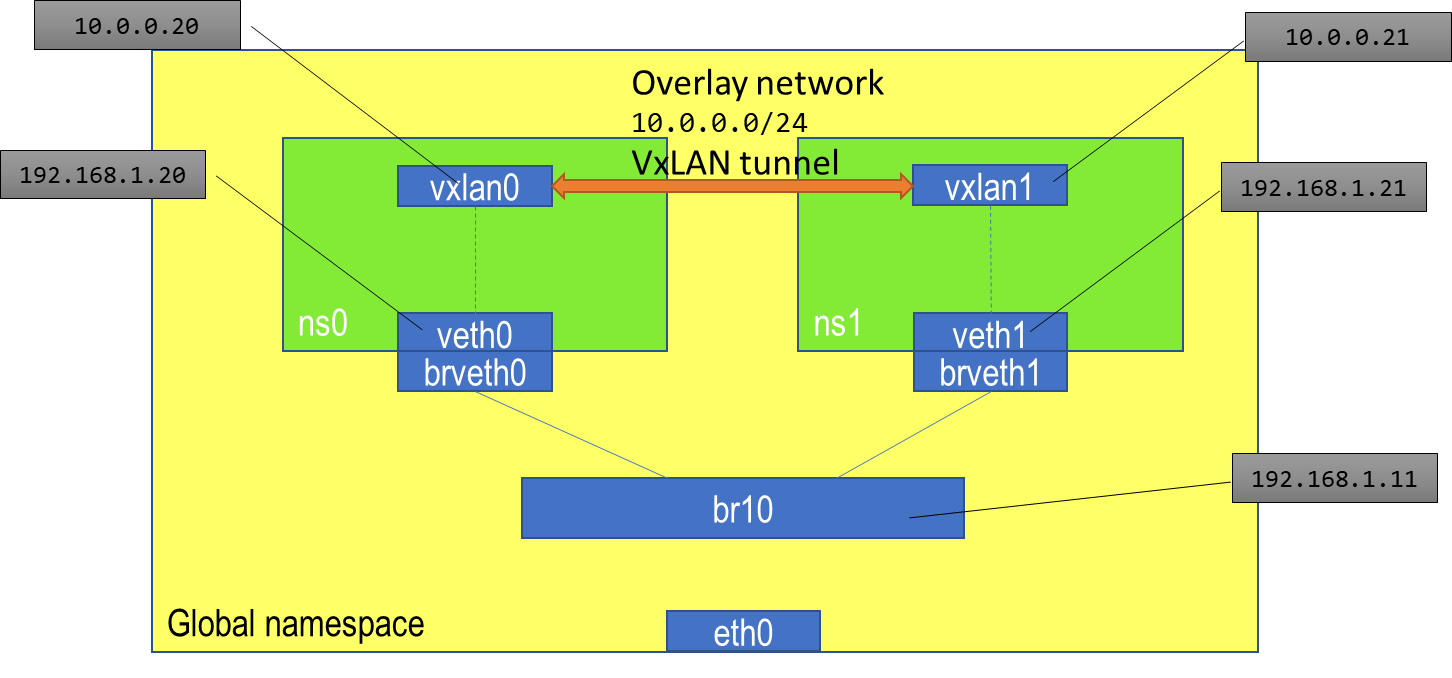 10.0.0.20
10.0.0.21
Overlay network
10.0.0.0/24
VxLAN tunnel
192.168.1.20
vxlan0
vxlan1
192.168.1.21
ns0
veth0
ns1
veth1
brveth0
brveth1
192.168.1.11
br10
Global namespace
eth0